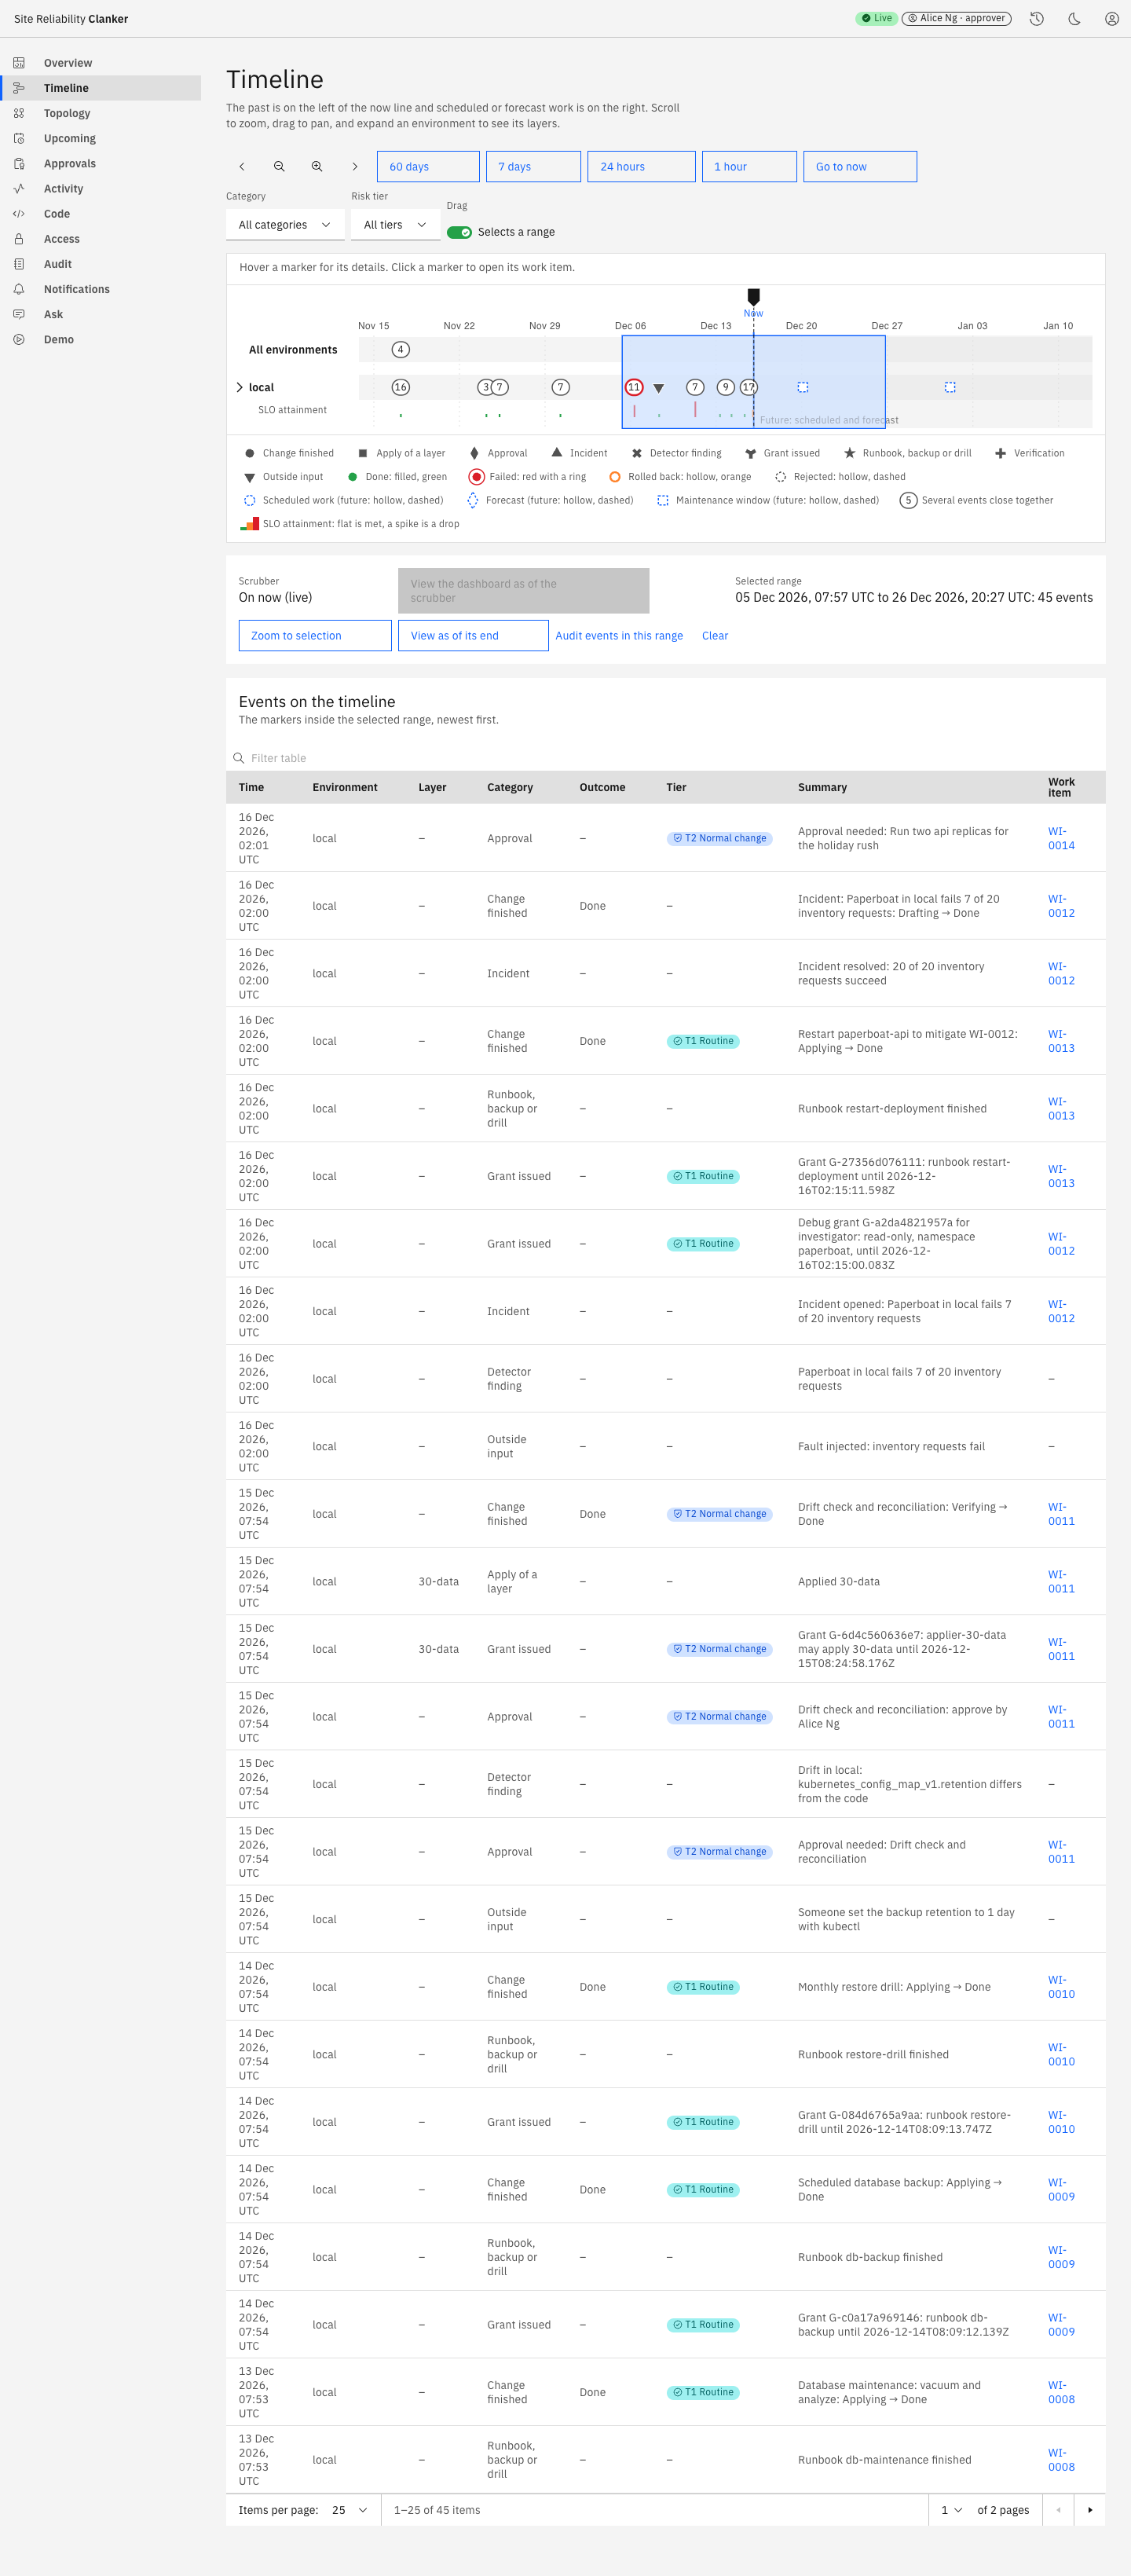 Site Reliability Clanker
Live
Alice Ng · approver
Overview
Timeline
Topology
Upcoming
Approvals
Activity
Code
Access
Audit
Notifications
Ask
Demo
Timeline
The past is on the left of the now line and scheduled or forecast work is on the right. Scroll
to zoom, drag to pan, and expand an environment to see its layers.
60 days
7 days
24 hours
1 hour
Go to now
Category
Risk tier
Drag
All categories
All tiers
Selects a range
Hover a marker for its details. Click a marker to open its work item.
Now
Nov 15
Nov 22
Nov 29
Dec 06
Dec 13
Dec 20
Dec 27
Jan 03
Jan 10
All environments
4
local
16
3
7
7
11
7
9
17
SLO attainment
Future: scheduled and forecast
Change finished
Apply of a layer
Approval
Incident
Detector finding
Grant issued
Runbook, backup or drill
Verification
Outside input
Done: filled, green
Failed: red with a ring
Rolled back: hollow, orange
Rejected: hollow, dashed
Scheduled work (future: hollow, dashed)
Forecast (future: hollow, dashed)
Maintenance window (future: hollow, dashed)
5
Several events close together
SLO attainment: flat is met, a spike is a drop
Scrubber
On now (live)
View the dashboard as of the
scrubber
Selected range
05 Dec 2026, 07:57 UTC to 26 Dec 2026, 20:27 UTC: 45 events
Zoom to selection
View as of its end
Audit events in this range
Clear
Events on the timeline
The markers inside the selected range, newest first.
Filter table
Time
Environment
Layer
Category
Outcome
Tier
Summary
Work
item
16 Dec
2026,
02:01
UTC
local
–
Approval
–
T2 Normal change
Approval needed: Run two api replicas for
the holiday rush
WI-
0014
16 Dec
2026,
02:00
UTC
local
–
Change
finished
Done
–
Incident: Paperboat in local fails 7 of 20
inventory requests: Drafting → Done
WI-
0012
16 Dec
2026,
02:00
UTC
local
–
Incident
–
–
Incident resolved: 20 of 20 inventory
requests succeed
WI-
0012
16 Dec
2026,
02:00
UTC
local
–
Change
finished
Done
T1 Routine
Restart paperboat-api to mitigate WI-0012:
Applying → Done
WI-
0013
16 Dec
2026,
02:00
UTC
local
–
Runbook,
backup or
drill
–
–
Runbook restart-deployment finished
WI-
0013
16 Dec
2026,
02:00
UTC
local
–
Grant issued
–
T1 Routine
Grant G-27356d076111: runbook restart-
deployment until 2026-12-
16T02:15:11.598Z
WI-
0013
16 Dec
2026,
02:00
UTC
local
–
Grant issued
–
T1 Routine
Debug grant G-a2da4821957a for
investigator: read-only, namespace
paperboat, until 2026-12-
16T02:15:00.083Z
WI-
0012
16 Dec
2026,
02:00
UTC
local
–
Incident
–
–
Incident opened: Paperboat in local fails 7
of 20 inventory requests
WI-
0012
16 Dec
2026,
02:00
UTC
local
–
Detector
finding
–
–
Paperboat in local fails 7 of 20 inventory
requests
–
16 Dec
2026,
02:00
UTC
local
–
Outside
input
–
–
Fault injected: inventory requests fail
–
15 Dec
2026,
07:54
UTC
local
–
Change
finished
Done
T2 Normal change
Drift check and reconciliation: Verifying →
Done
WI-
0011
15 Dec
2026,
07:54
UTC
local
30-data
Apply of a
layer
–
–
Applied 30-data
WI-
0011
15 Dec
2026,
07:54
UTC
local
30-data
Grant issued
–
T2 Normal change
Grant G-6d4c560636e7: applier-30-data
may apply 30-data until 2026-12-
15T08:24:58.176Z
WI-
0011
15 Dec
2026,
07:54
UTC
local
–
Approval
–
T2 Normal change
Drift check and reconciliation: approve by
Alice Ng
WI-
0011
15 Dec
2026,
07:54
UTC
local
–
Detector
finding
–
–
Drift in local:
kubernetes_config_map_v1.retention differs
from the code
–
15 Dec
2026,
07:54
UTC
local
–
Approval
–
T2 Normal change
Approval needed: Drift check and
reconciliation
WI-
0011
15 Dec
2026,
07:54
UTC
local
–
Outside
input
–
–
Someone set the backup retention to 1 day
with kubectl
–
14 Dec
2026,
07:54
UTC
local
–
Change
finished
Done
T1 Routine
Monthly restore drill: Applying → Done
WI-
0010
14 Dec
2026,
07:54
UTC
local
–
Runbook,
backup or
drill
–
–
Runbook restore-drill finished
WI-
0010
14 Dec
2026,
07:54
UTC
local
–
Grant issued
–
T1 Routine
Grant G-084d6765a9aa: runbook restore-
drill until 2026-12-14T08:09:13.747Z
WI-
0010
14 Dec
2026,
07:54
UTC
local
–
Change
finished
Done
T1 Routine
Scheduled database backup: Applying →
Done
WI-
0009
14 Dec
2026,
07:54
UTC
local
–
Runbook,
backup or
drill
–
–
Runbook db-backup finished
WI-
0009
14 Dec
2026,
07:54
UTC
local
–
Grant issued
–
T1 Routine
Grant G-c0a17a969146: runbook db-
backup until 2026-12-14T08:09:12.139Z
WI-
0009
13 Dec
2026,
07:53
UTC
local
–
Change
finished
Done
T1 Routine
Database maintenance: vacuum and
analyze: Applying → Done
WI-
0008
13 Dec
2026,
07:53
UTC
local
–
Runbook,
backup or
drill
–
–
Runbook db-maintenance finished
WI-
0008
Items per page:
25
1–25 of 45 items
1
of 2 pages